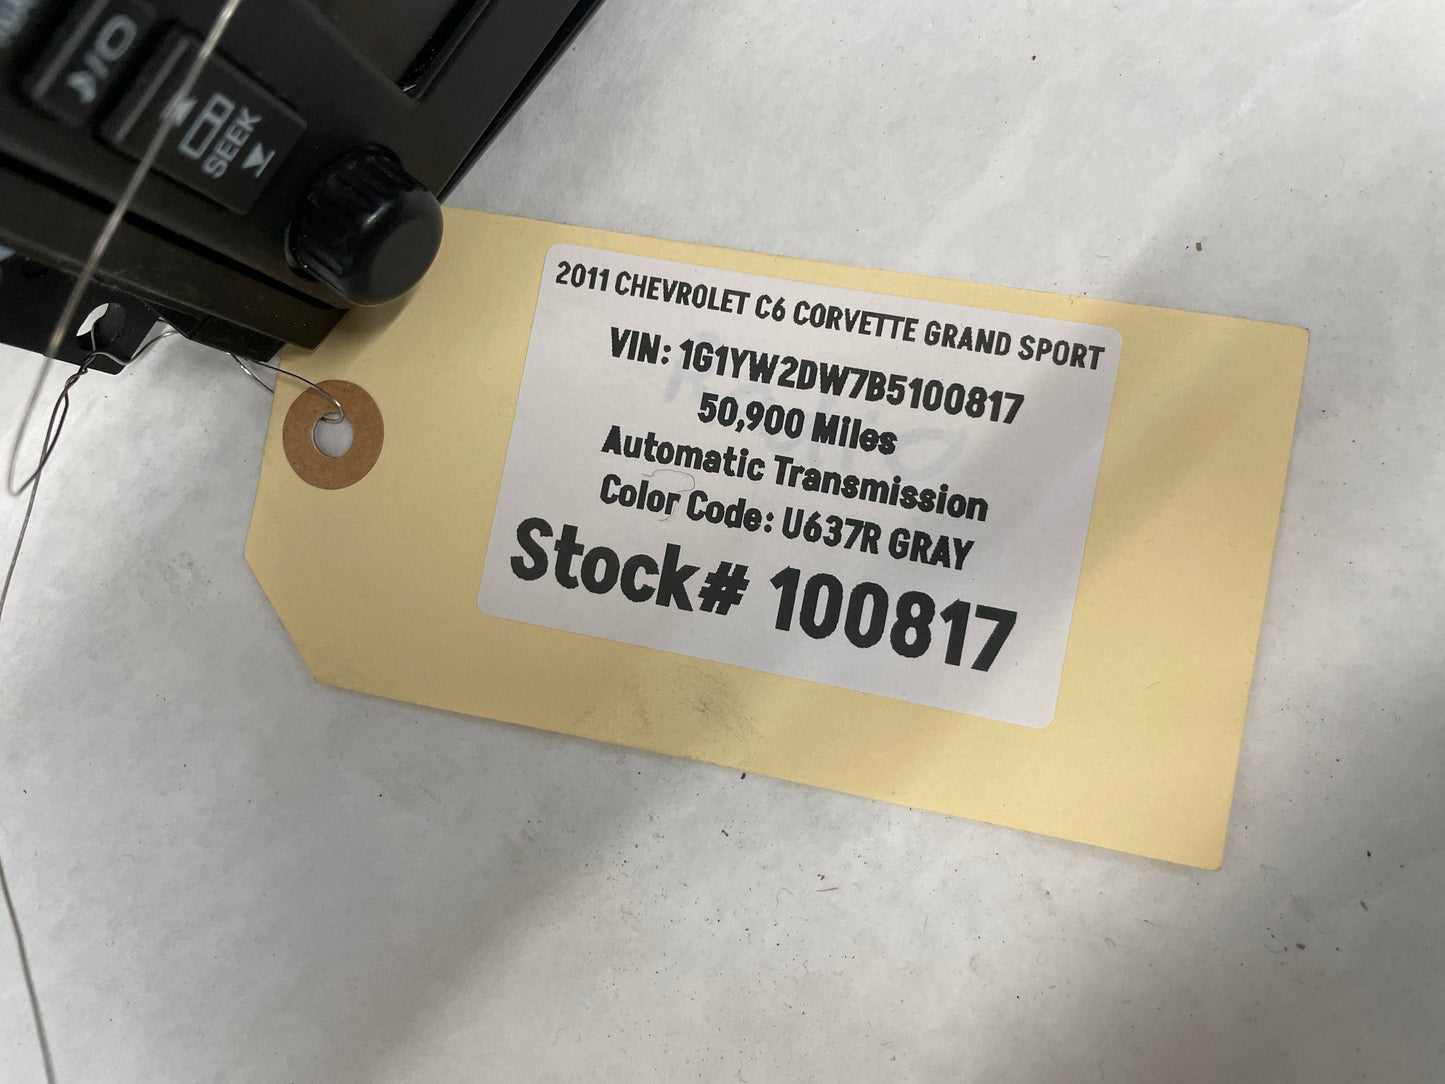 SEEK
2011 CHEVROLET C6 CORVETTE GRAND SPORT
VIN: 1G1YW2DW7B5100817
50,900 Miles
Automatic Transmission
Color Code: U637R GRAY
Stock# 100817